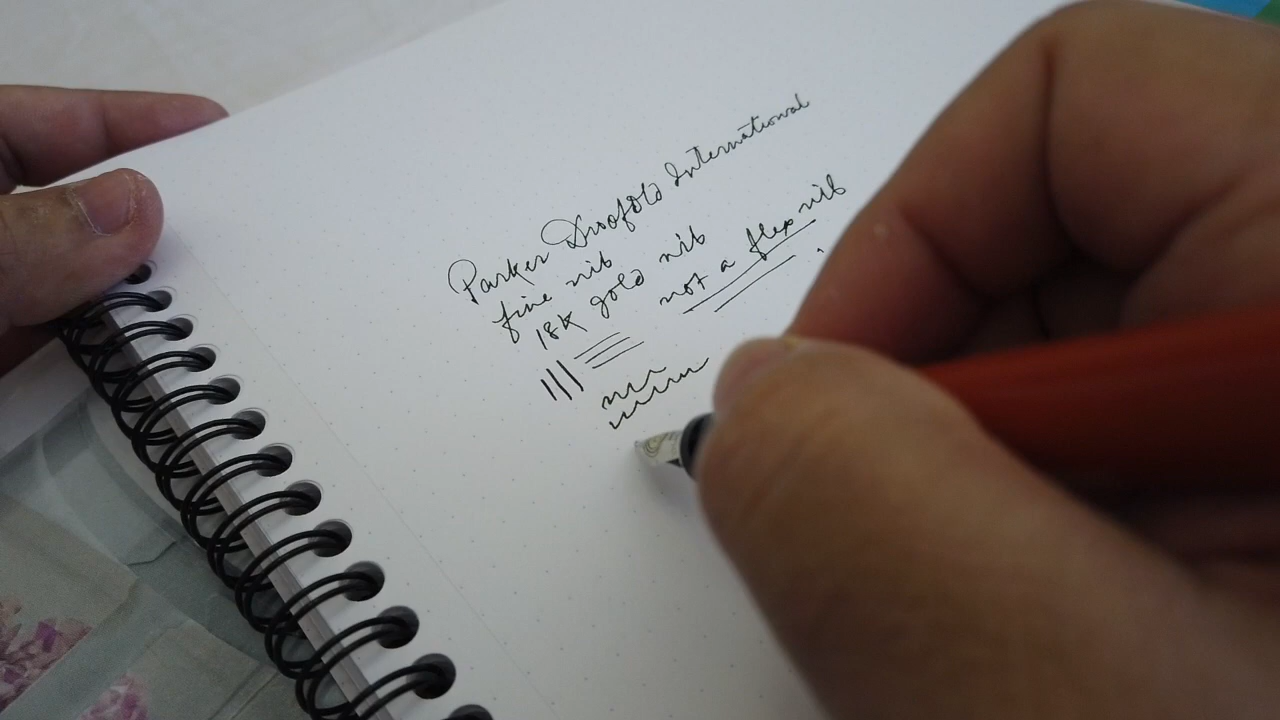 Parker Duofold International
fine nib
18K gold nib
not a flex nib.